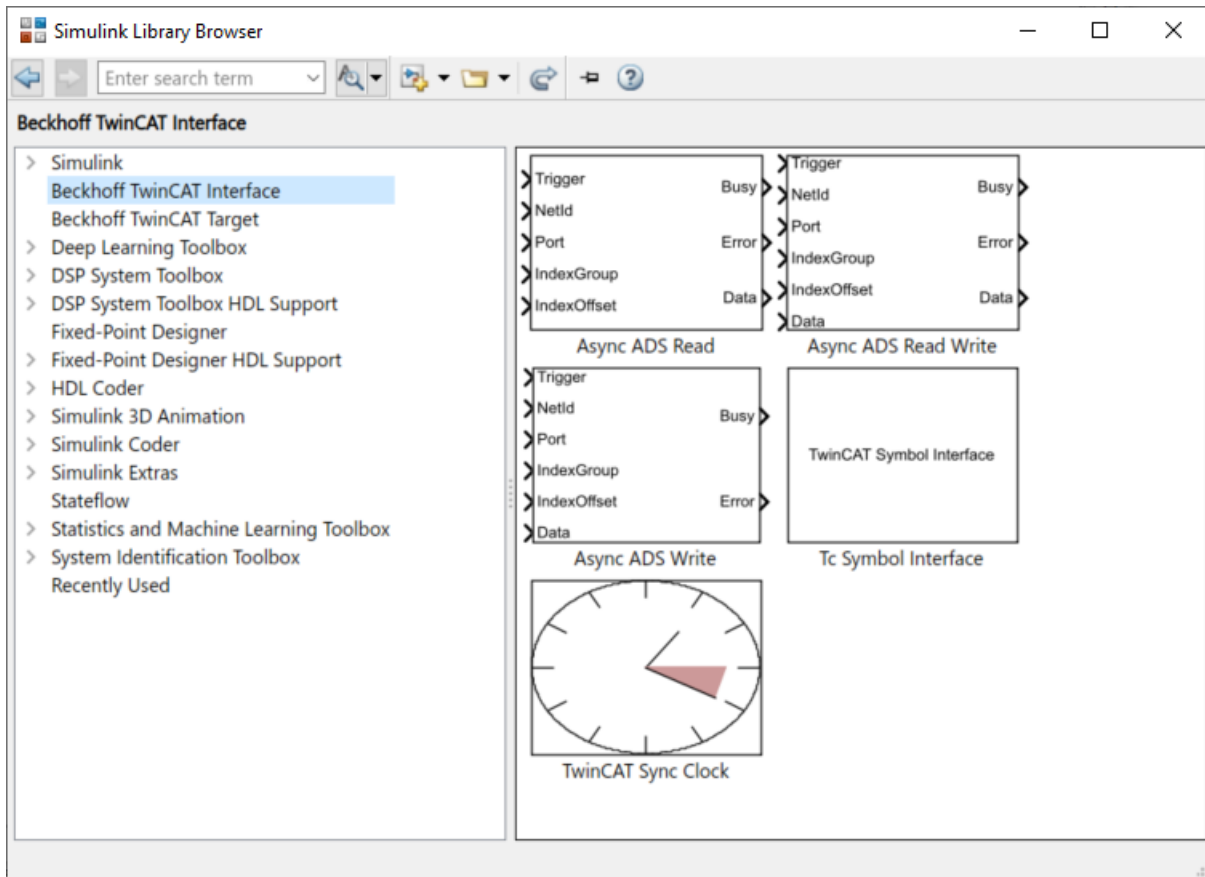 Simulink Library Browser
Enter search term
Beckhoff TwinCAT Interface
Simulink
Beckhoff TwinCAT Interface
Beckhoff TwinCAT Target
Deep Learning Toolbox
DSP System Toolbox
DSP System Toolbox HDL Support
Fixed-Point Designer
Fixed-Point Designer HDL Support
HDL Coder
Simulink 3D Animation
Simulink Coder
Simulink Extras
Stateflow
Statistics and Machine Learning Toolbox
System Identification Toolbox
Recently Used
Trigger
NetId
Port
IndexGroup
IndexOffset
Busy
Error
Data
Async ADS Read
Trigger
NetId
Port
IndexGroup
IndexOffset
Data
Busy
Error
Data
Async ADS Read Write
Trigger
NetId
Port
IndexGroup
IndexOffset
Data
Busy
Error
Async ADS Write
TwinCAT Symbol Interface
Tc Symbol Interface
TwinCAT Sync Clock